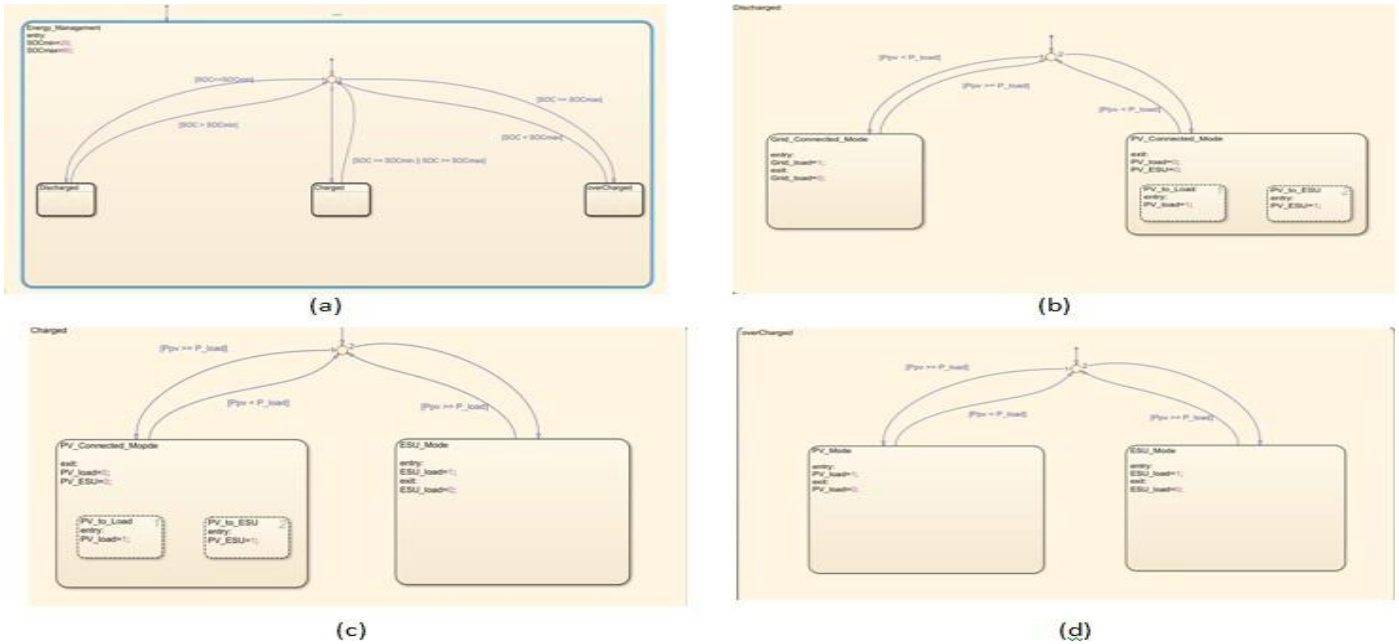 Energy_Management
entry:
SOCmin=20;
[SOC<=SOCmin]
[SOC >= SOCmax]
[SOC > SOCmin]
[SOC < SOCmax]
[SOC <= SOCmin || SOC >= SOCmax]
Discharged
Charged
overCharged
(a)
Discharged
[Ppv < P_load]
[Ppv >= P_load]
[Ppv < P_load]
Grid_Connected_Mode
entry:
Grid_load=1;
exit:
Grid_load=0;
PV_Connected_Mode
exit:
PV_load=0;
PV_ESU=0;
PV_to_Load
entry:
PV_load=1;
PV_to_ESU
entry:
PV_ESU=1;
(b)
Charged
[Ppv >= P_load]
[Ppv < P_load]
[Ppv >= P_load]
PV_Connected_Mopde
exit:
PV_load=0;
PV_ESU=0;
PV_to_Load
entry:
PV_load=1;
PV_to_ESU
entry:
PV_ESU=1;
ESU_Mode
entry:
ESU_load=1;
exit:
ESU_load=0;
(c)
overCharged
[Ppv >= P_load]
[Ppv < P_load]
[Ppv >= P_load]
PV_Mode
entry:
PV_load=1;
exit:
PV_load=0;
ESU_Mode
entry:
ESU_load=1;
exit:
ESU_load=0;
(d)